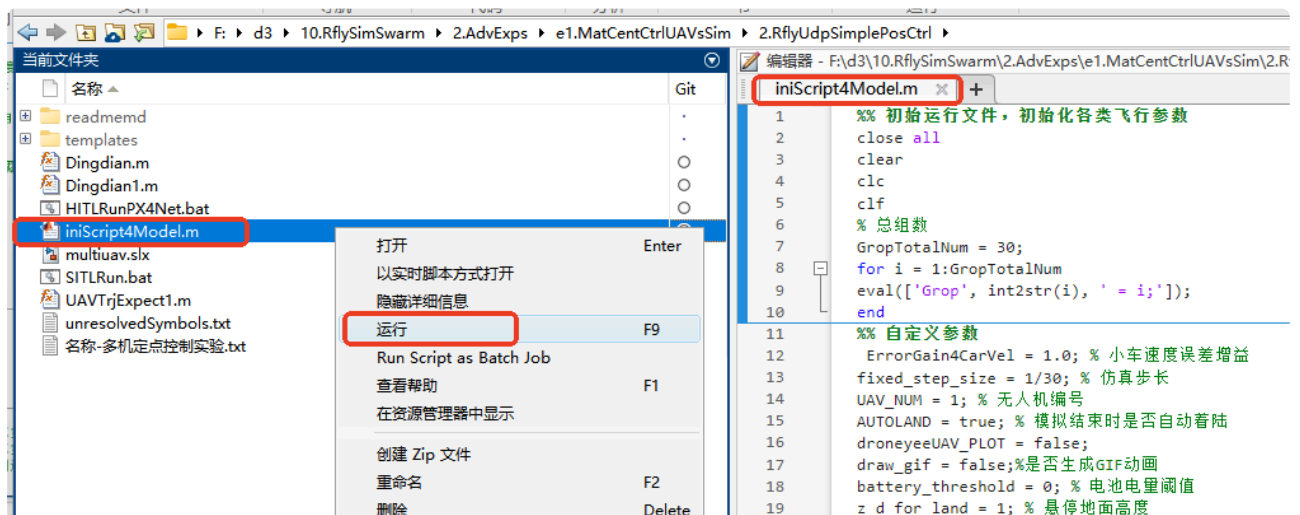 F: ▸ d3 ▸ 10.RflySimSwarm ▸ 2.AdvExps ▸ e1.MatCentCtrlUAVsSim ▸ 2.RflyUdpSimplePosCtrl ▸
当前文件夹
名称 Git
readmemd
templates
Dingdian.m
Dingdian1.m
HITLRunPX4Net.bat
iniScript4Model.m
multiuav.slx
SITLRun.bat
UAVTrjExpect1.m
unresolvedSymbols.txt
名称-多机定点控制实验.txt
打开 Enter
以实时脚本方式打开
隐藏详细信息
运行 F9
Run Script as Batch Job
查看帮助 F1
在资源管理器中显示
创建 Zip 文件
重命名 F2
删除 Delete
编辑器 - F:\d3\10.RflySimSwarm\2.AdvExps\e1.MatCentCtrlUAVsSim\2.R
iniScript4Model.m × +
1 %% 初始运行文件，初始化各类飞行参数
2 close all
3 clear
4 clc
5 clf
6 % 总组数
7 GropTotalNum = 30;
8 for i = 1:GropTotalNum
9 eval(['Grop', int2str(i), ' = i;']);
10 end
11 %% 自定义参数
12 ErrorGain4CarVel = 1.0; % 小车速度误差增益
13 fixed_step_size = 1/30; % 仿真步长
14 UAV_NUM = 1; % 无人机编号
15 AUTOLAND = true; % 模拟结束时是否自动着陆
16 droneyeeUAV_PLOT = false;
17 draw_gif = false;%是否生成GIF动画
18 battery_threshold = 0; % 电池电量阈值
19 z_d_for_land = 1; % 悬停地面高度